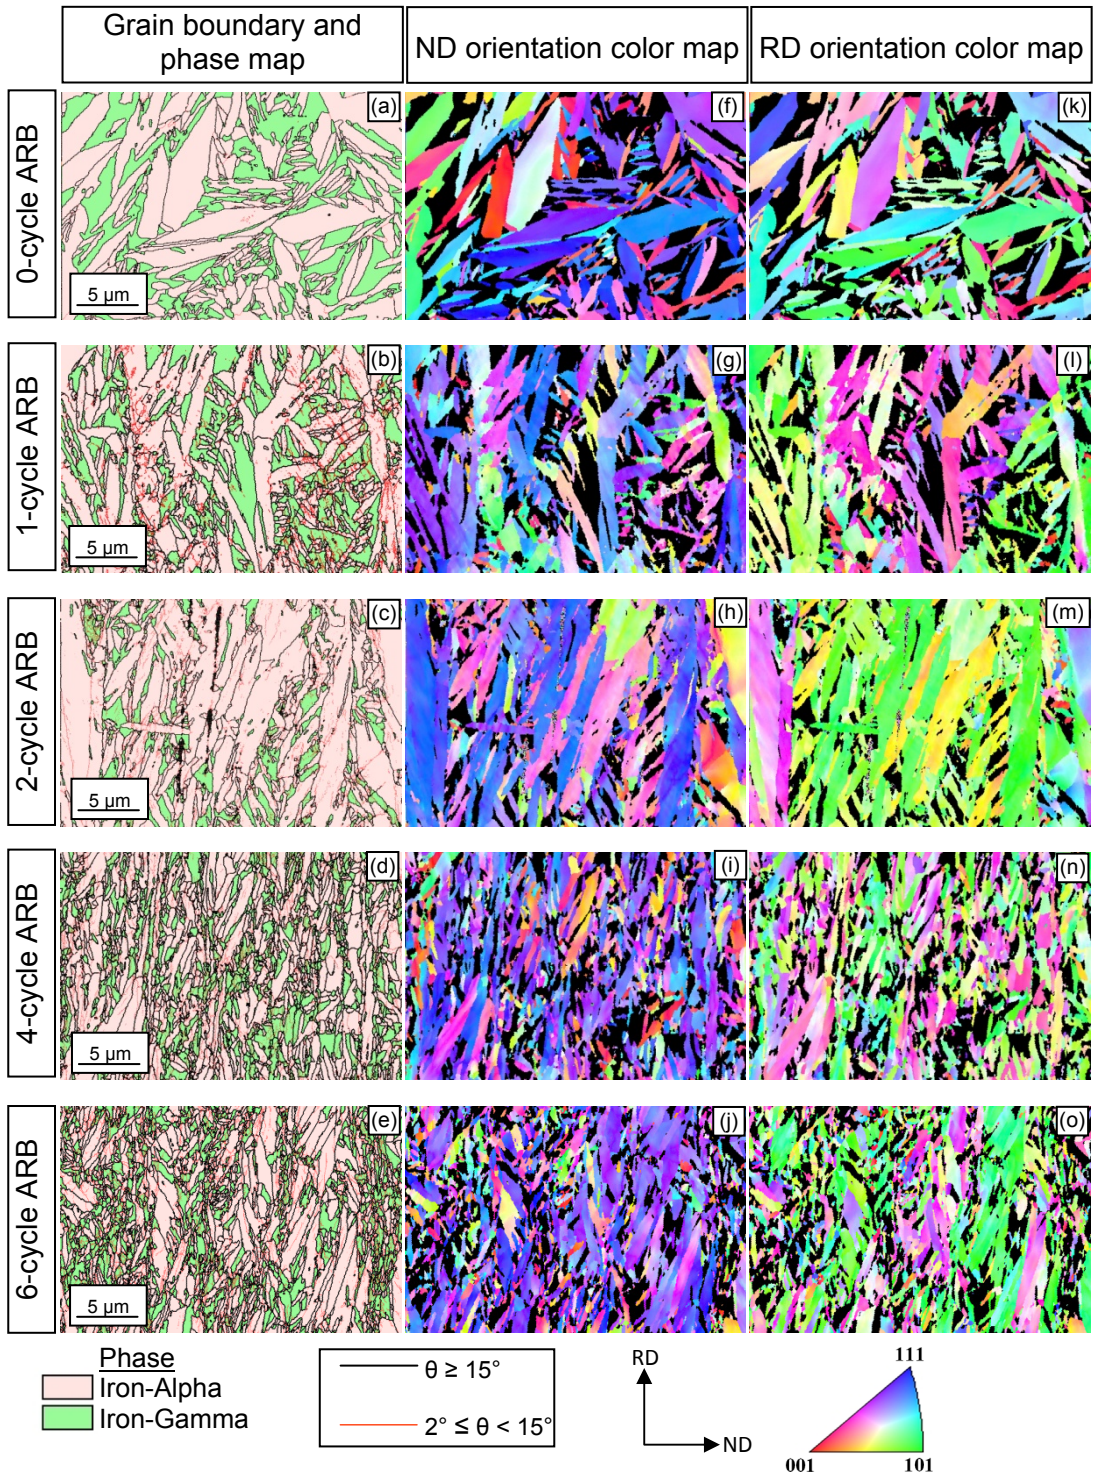 Grain boundary and
phase map
ND orientation color map
RD orientation color map
0-cycle ARB
(a)
(f)
(k)
5 µm
1-cycle ARB
(b)
(g)
(l)
5 µm
2-cycle ARB
(c)
(h)
(m)
5 µm
4-cycle ARB
(d)
(i)
(n)
5 µm
6-cycle ARB
(e)
(j)
(o)
5 µm
Phase
Iron-Alpha
Iron-Gamma
θ ≥ 15°
2° ≤ θ < 15°
RD
ND
111
001
101